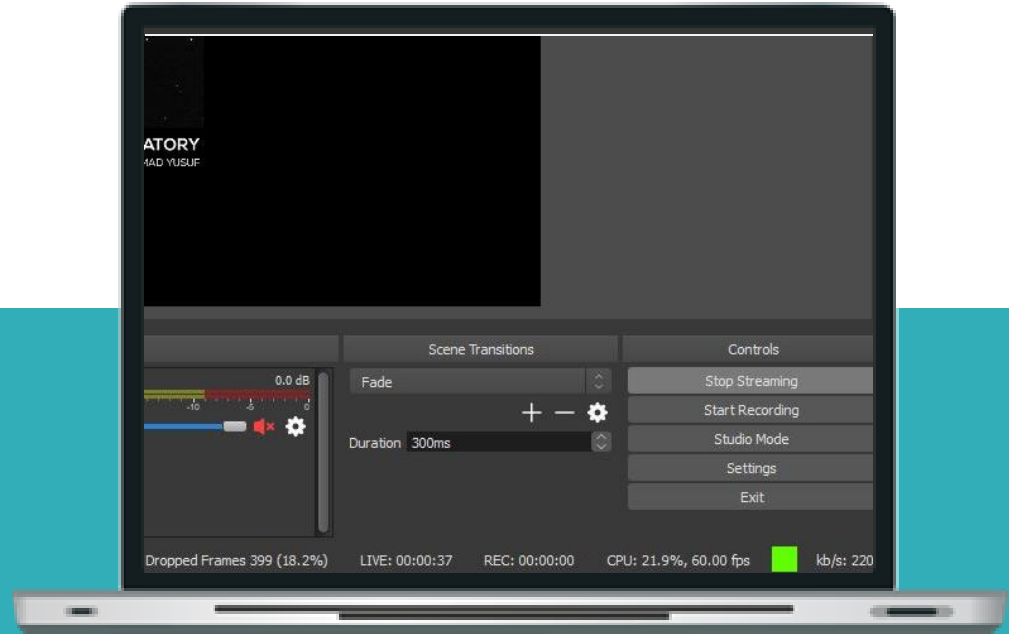 ATORY
MAD YUSUF
Scene Transitions
Controls
0.0 dB
-10 -5 0
Fade
Duration 300ms
Stop Streaming
Start Recording
Studio Mode
Settings
Exit
Dropped Frames 399 (18.2%) LIVE: 00:00:37 REC: 00:00:00 CPU: 21.9%, 60.00 fps kb/s: 220